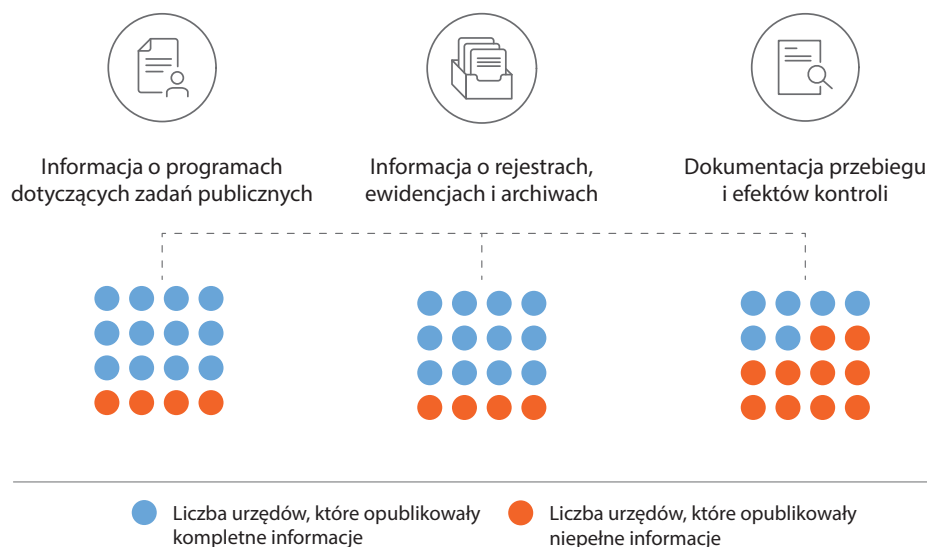 Informacja o programach
dotyczących zadań publicznych
Informacja o rejestrach,
ewidencjach i archiwach
Dokumentacja przebiegu
i efektów kontroli
Liczba urzędów, które opublikowały
kompletne informacje
Liczba urzędów, które opublikowały
niepełne informacje